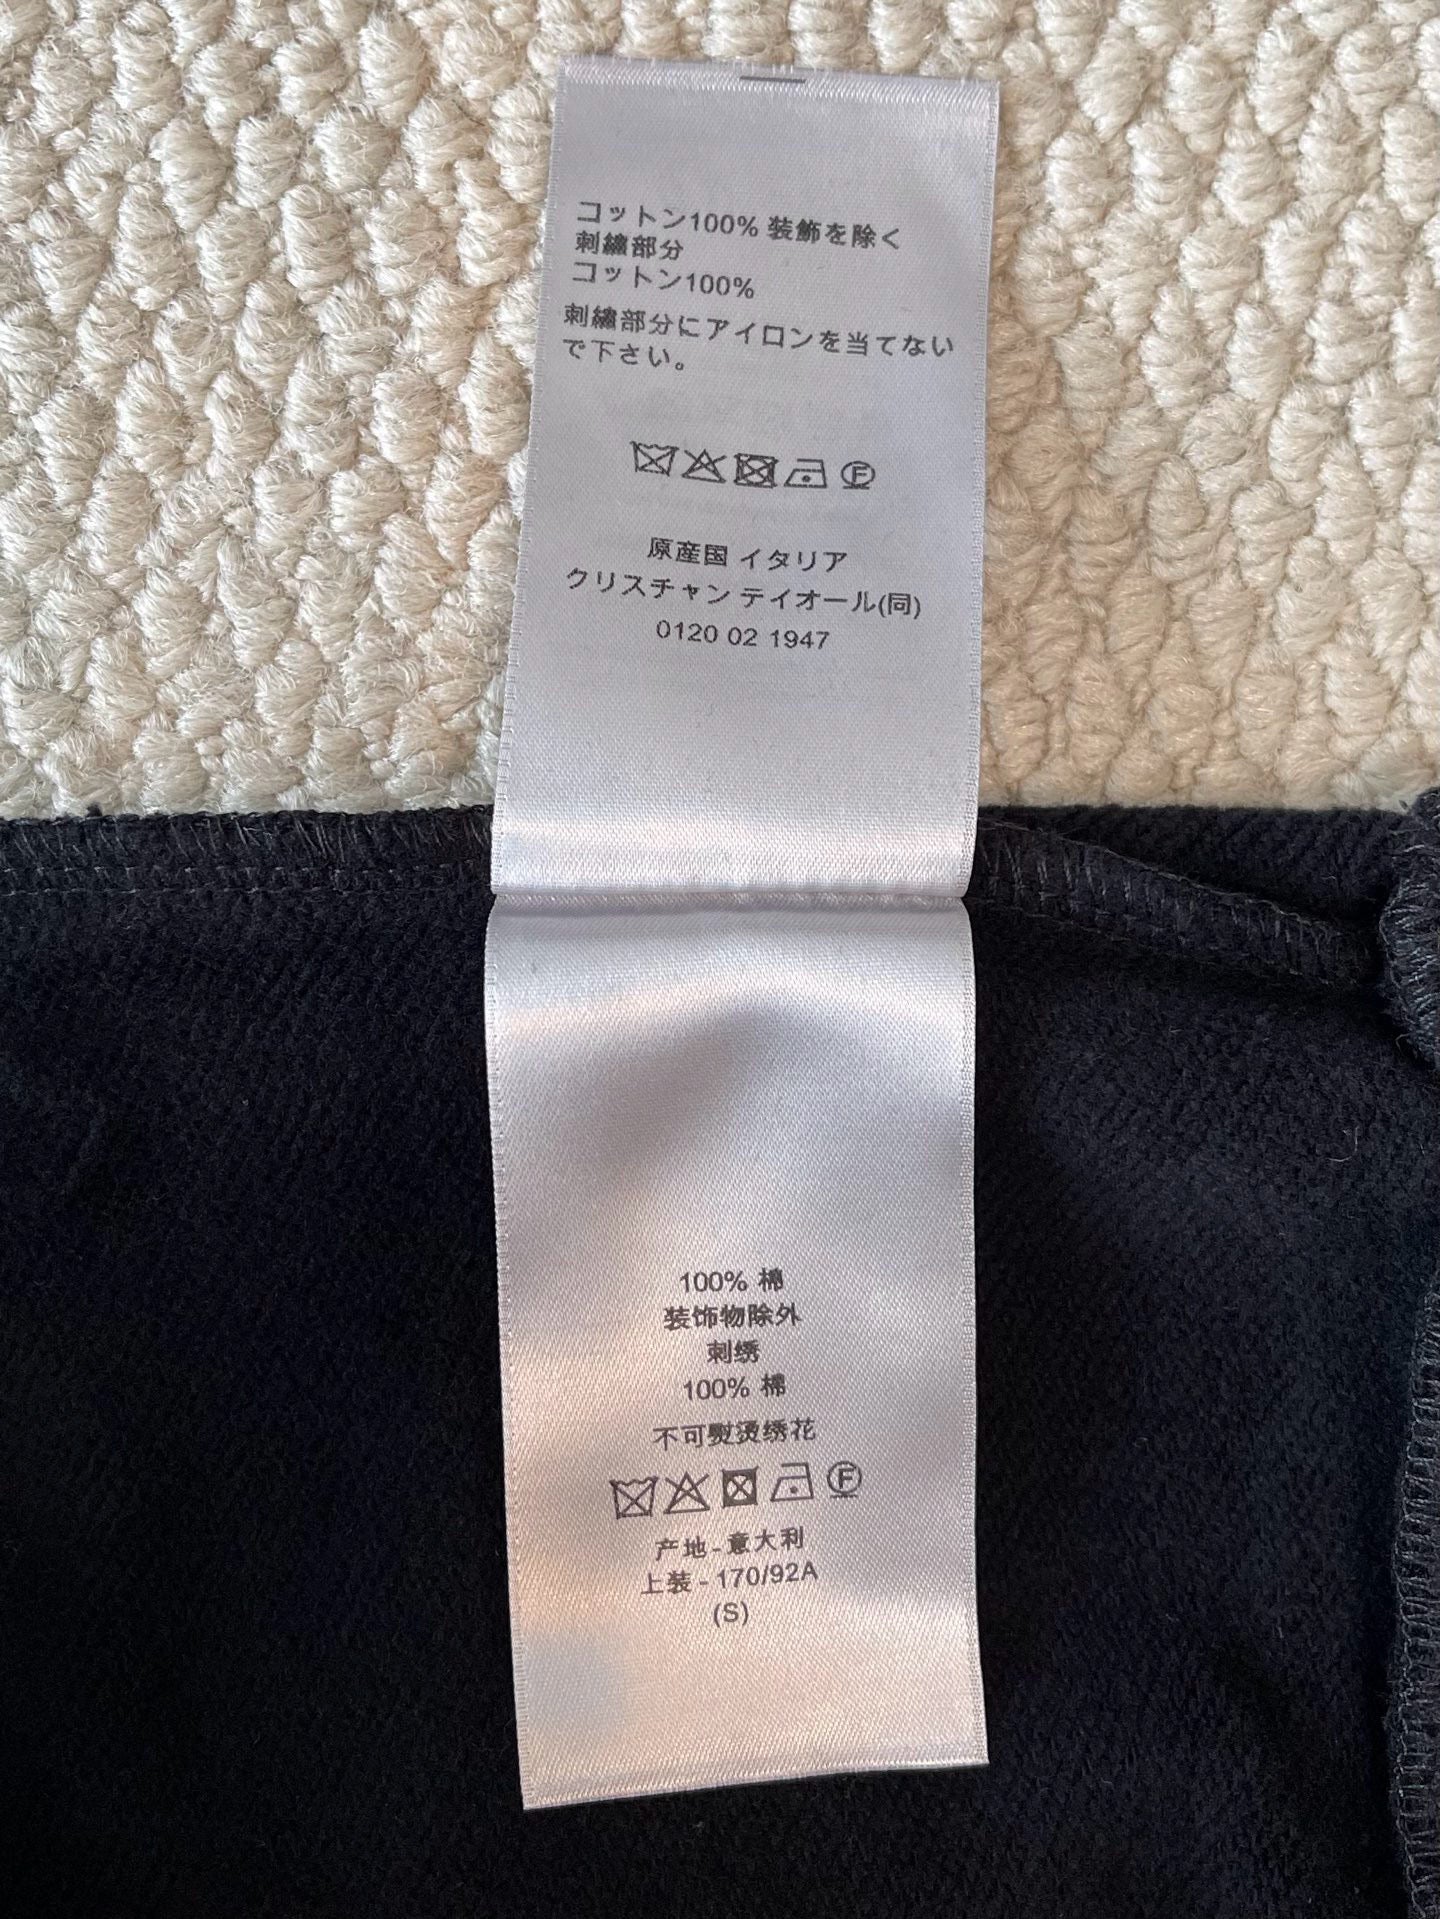 コットン100% 装飾を除く
刺繍部分
コットン100%
刺繍部分にアイロンを当てない
で下さい。
F
原産国 イタリア
クリスチャン テイオール(同)
0120 02 1947
100% 棉
装饰物除外
刺绣
100% 棉
不可熨烫绣花
F
产地-意大利
上装-170/92A
(S)